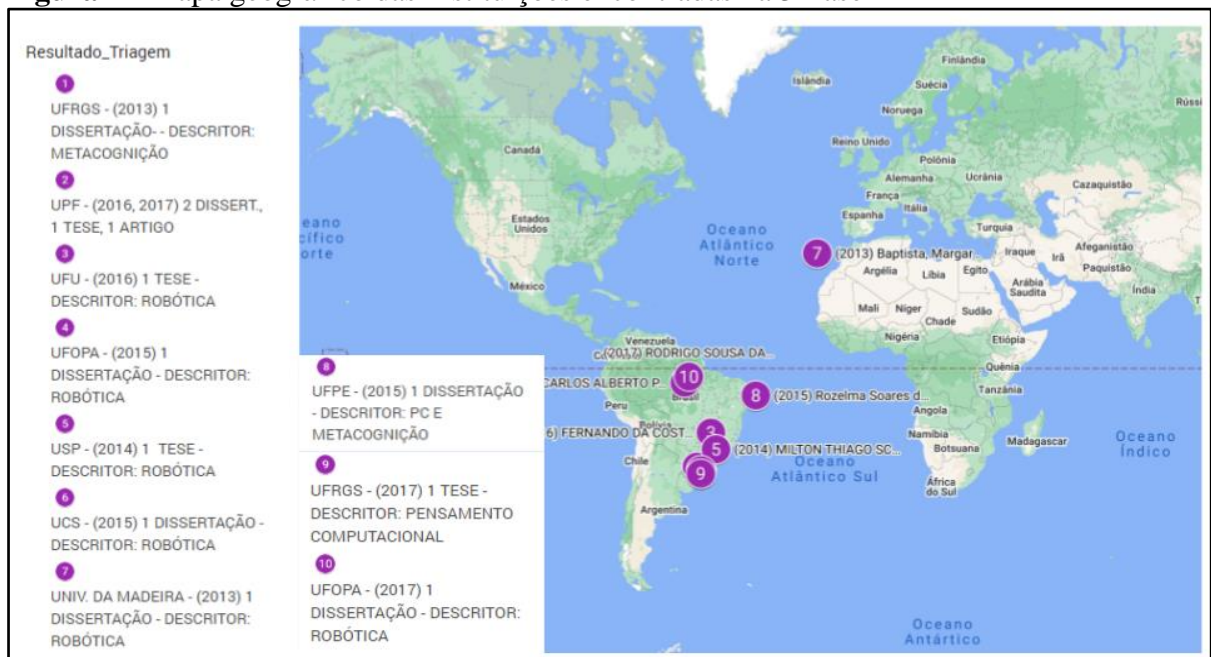 Resultado_Triagem
1
UFRGS - (2013) 1
DISSERTAÇÃO- - DESCRITOR:
METACOGNIÇÃO
2
UPF - (2016, 2017) 2 DISSERT.,
1 TESE, 1 ARTIGO
3
UFU - (2016) 1 TESE -
DESCRITOR: ROBÓTICA
4
UFOPA - (2015) 1
DISSERTAÇÃO - DESCRITOR:
ROBÓTICA
5
USP - (2014) 1 TESE -
DESCRITOR: ROBÓTICA
6
UCS - (2015) 1 DISSERTAÇÃO -
DESCRITOR: ROBÓTICA
7
UNIV. DA MADEIRA - (2013) 1
DISSERTAÇÃO - DESCRITOR:
ROBÓTICA
8
UFPE - (2015) 1 DISSERTAÇÃO
- DESCRITOR: PC E
METACOGNIÇÃO
9
UFRGS - (2017) 1 TESE -
DESCRITOR: PENSAMENTO
COMPUTACIONAL
10
UFOPA - (2017) 1
DISSERTAÇÃO - DESCRITOR:
ROBÓTICA
Finlândia
Islândia
Suécia
Noruega
Canadá
Reino Unido
Polónia
Alemanha
Ucrânia
França
Cazaquistão
Itália
Espanha
Estados
Unidos
Oceano
Atlântico
Norte
Turquia
7 (2013) Baptista, Margar...
Iraque
Irã
Afeganistão
Paquistão
Argélia
Líbia
Egito
Arábia
Saudita
Índia
México
Mali
Níger
Chade
Sudão
Nigéria
Etiópia
Venezuela
(2017) RODRIGO SOUSA DA...
Quênia
10
CARLOS ALBERTO P...
Brasil
8 (2015) Rozelma Soares d...
Tanzânia
Peru
Angola
Bolívia
3
6) FERNANDO DA COST...
5 (2014) MILTON THIAGO SC...
Namíbia
Botsuana
Madagascar
Oceano
Índico
Chile
9
Oceano
Atlântico Sul
África
do Sul
Argentina
Oceano
Antártico